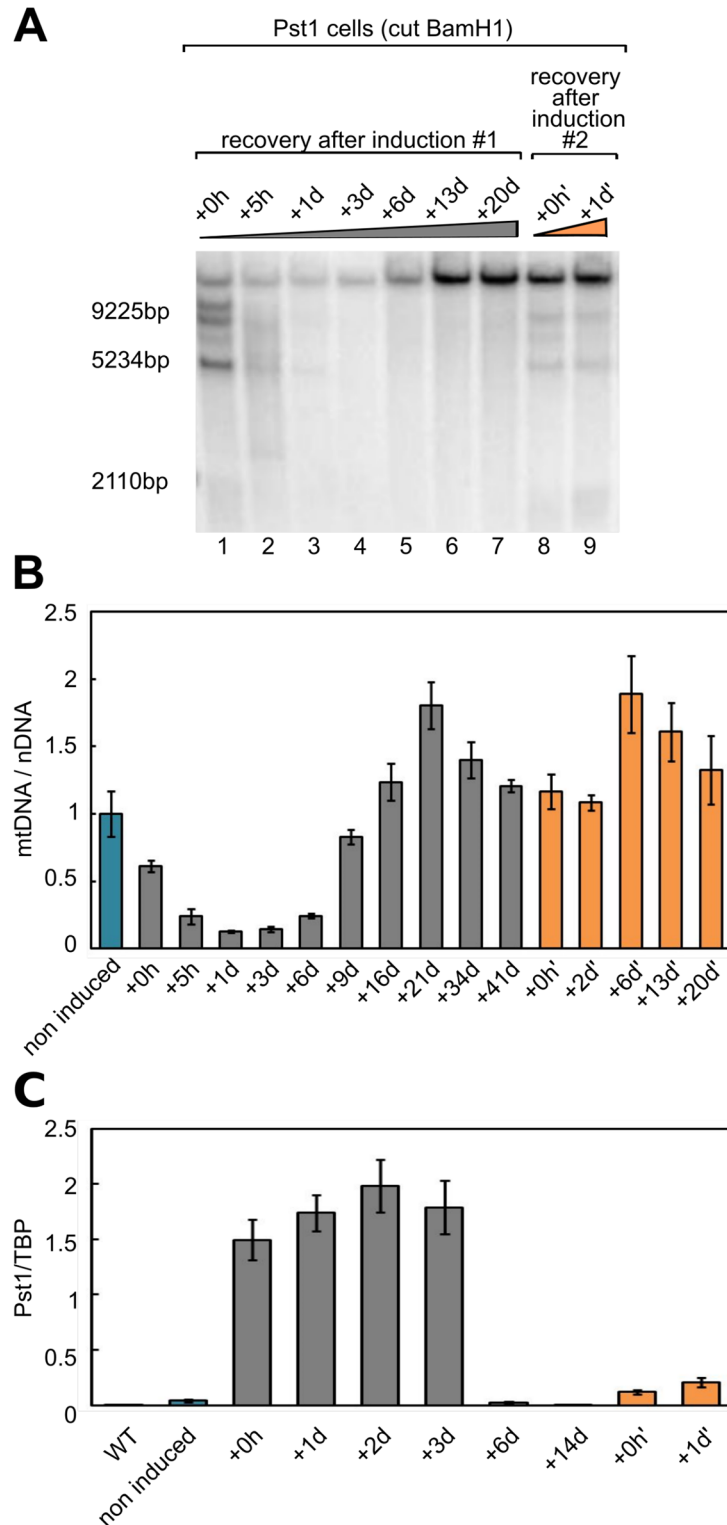 A
Pst1 cells (cut BamH1)
recovery
after
induction
#2
recovery after induction #1
+0h +5h +1d +3d +6d +13d +20d +0h' +1d'
9225bp
5234bp
2110bp
1 2 3 4 5 6 7 8 9
B
2.5
2
1.5
1
0.5
0
mtDNA / nDNA
non induced +0h +5h +1d +3d +6d +9d +16d +21d +34d +41d +0h' +2d' +6d' +13d' +20d'
C
2.5
2
1.5
1
0.5
0
Pst1/TBP
WT non induced +0h +1d +2d +3d +6d +14d +0h' +1d'